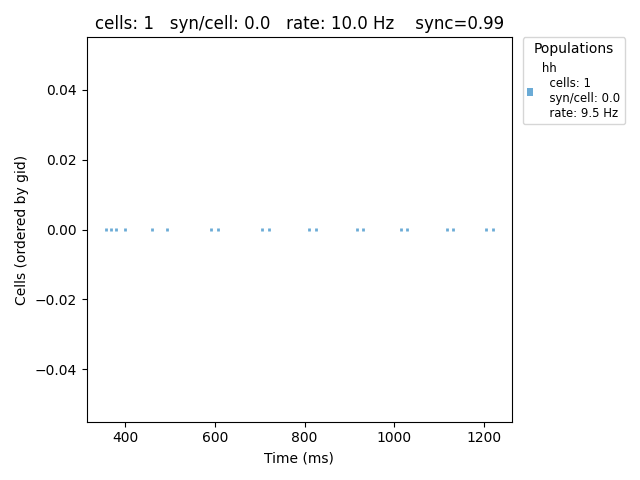 cells: 1   syn/cell: 0.0   rate: 10.0 Hz    sync=0.99
Populations
hh
cells: 1
syn/cell: 0.0
rate: 9.5 Hz
Cells (ordered by gid)
0.04
0.02
0.00
−0.02
−0.04
400 600 800 1000 1200
Time (ms)